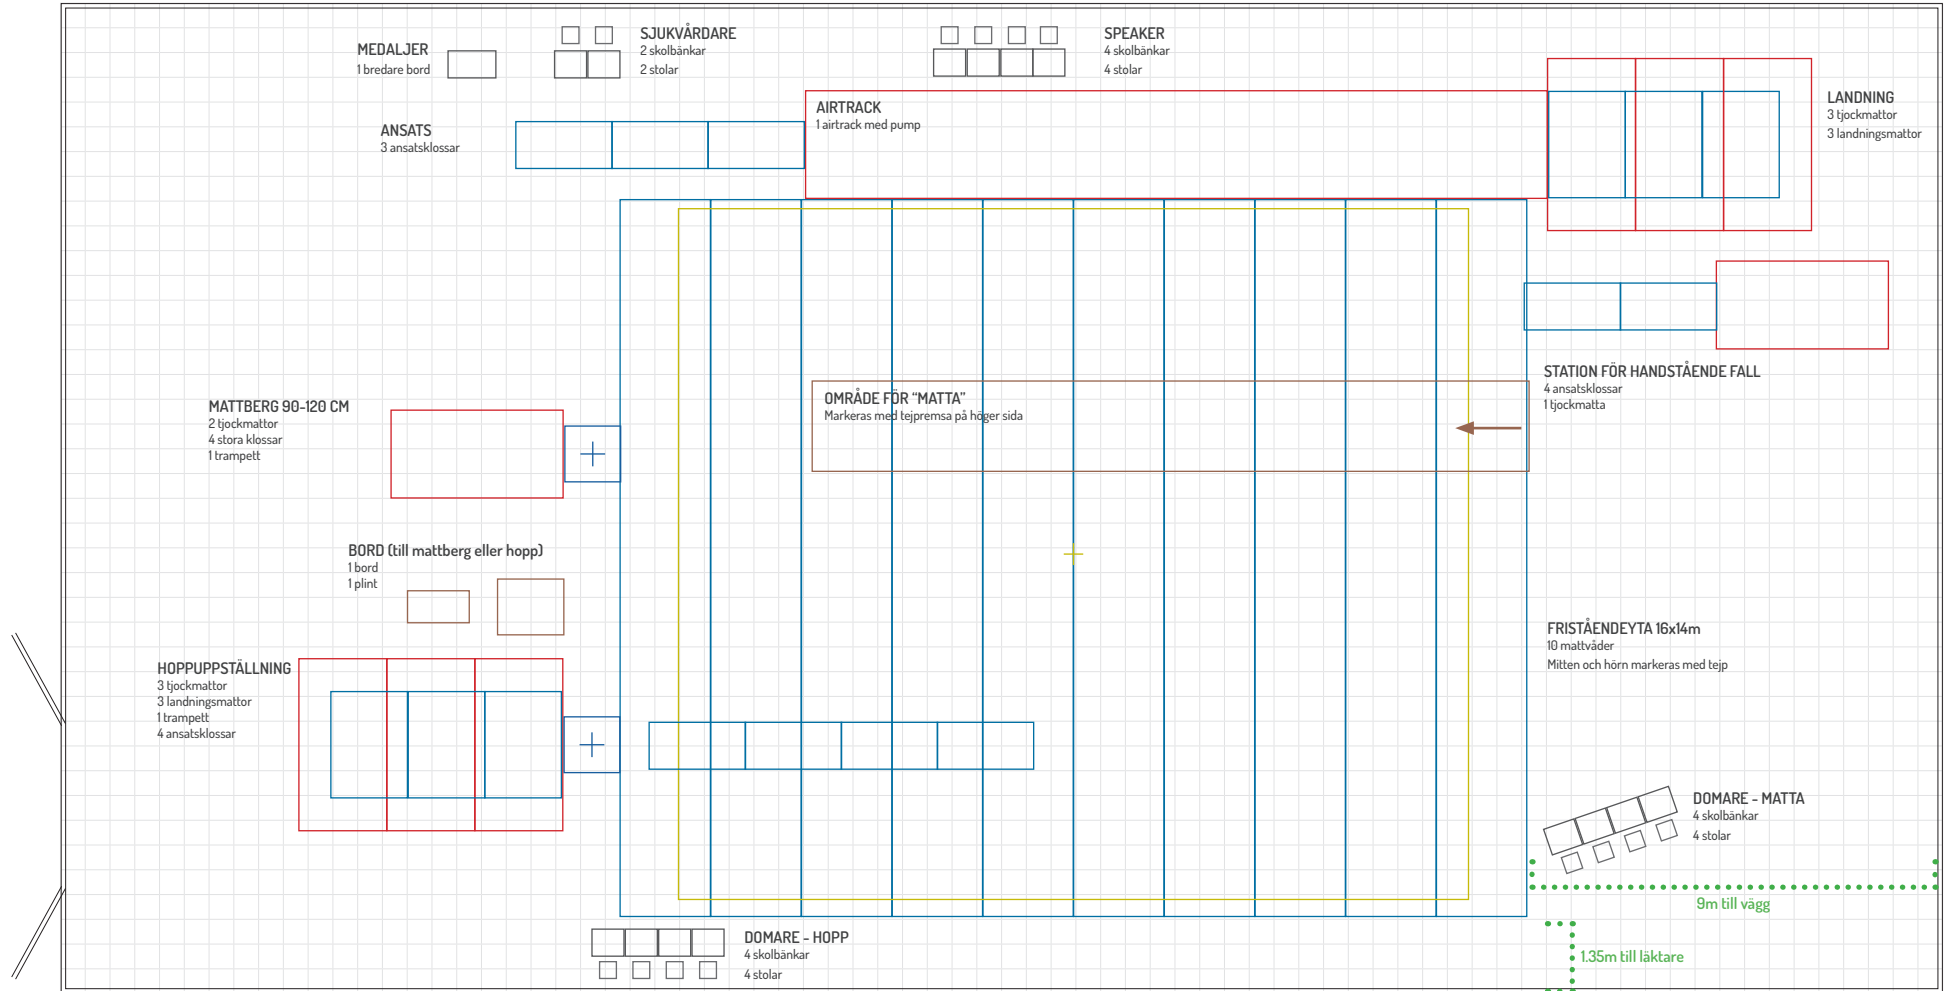 MEDALJER
1 bredare bord
SJUKVÅRDARE
2 skolbänkar
2 stolar
SPEAKER
4 skolbänkar
4 stolar
ANSATS
3 ansatsklossar
AIRTRACK
1 airtrack med pump
LANDNING
3 tjockmattor
3 landningsmattor
STATION FÖR HANDSTÅENDE FALL
4 ansatsklossar
1 tjockmatta
OMRÅDE FÖR “MATTA”
Markeras med tejpremsa på höger sida
MATTBERG 90-120 CM
2 tjockmattor
4 stora klossar
1 trampett
BORD (till mattberg eller hopp)
1 bord
1 plint
FRISTÅENDEYTA 16x14m
10 mattvåder
Mitten och hörn markeras med tejp
HOPPUPPSTÄLLNING
3 tjockmattor
3 landningsmattor
1 trampett
4 ansatsklossar
DOMARE - MATTA
4 skolbänkar
4 stolar
9m till vägg
DOMARE - HOPP
4 skolbänkar
4 stolar
1.35m till läktare